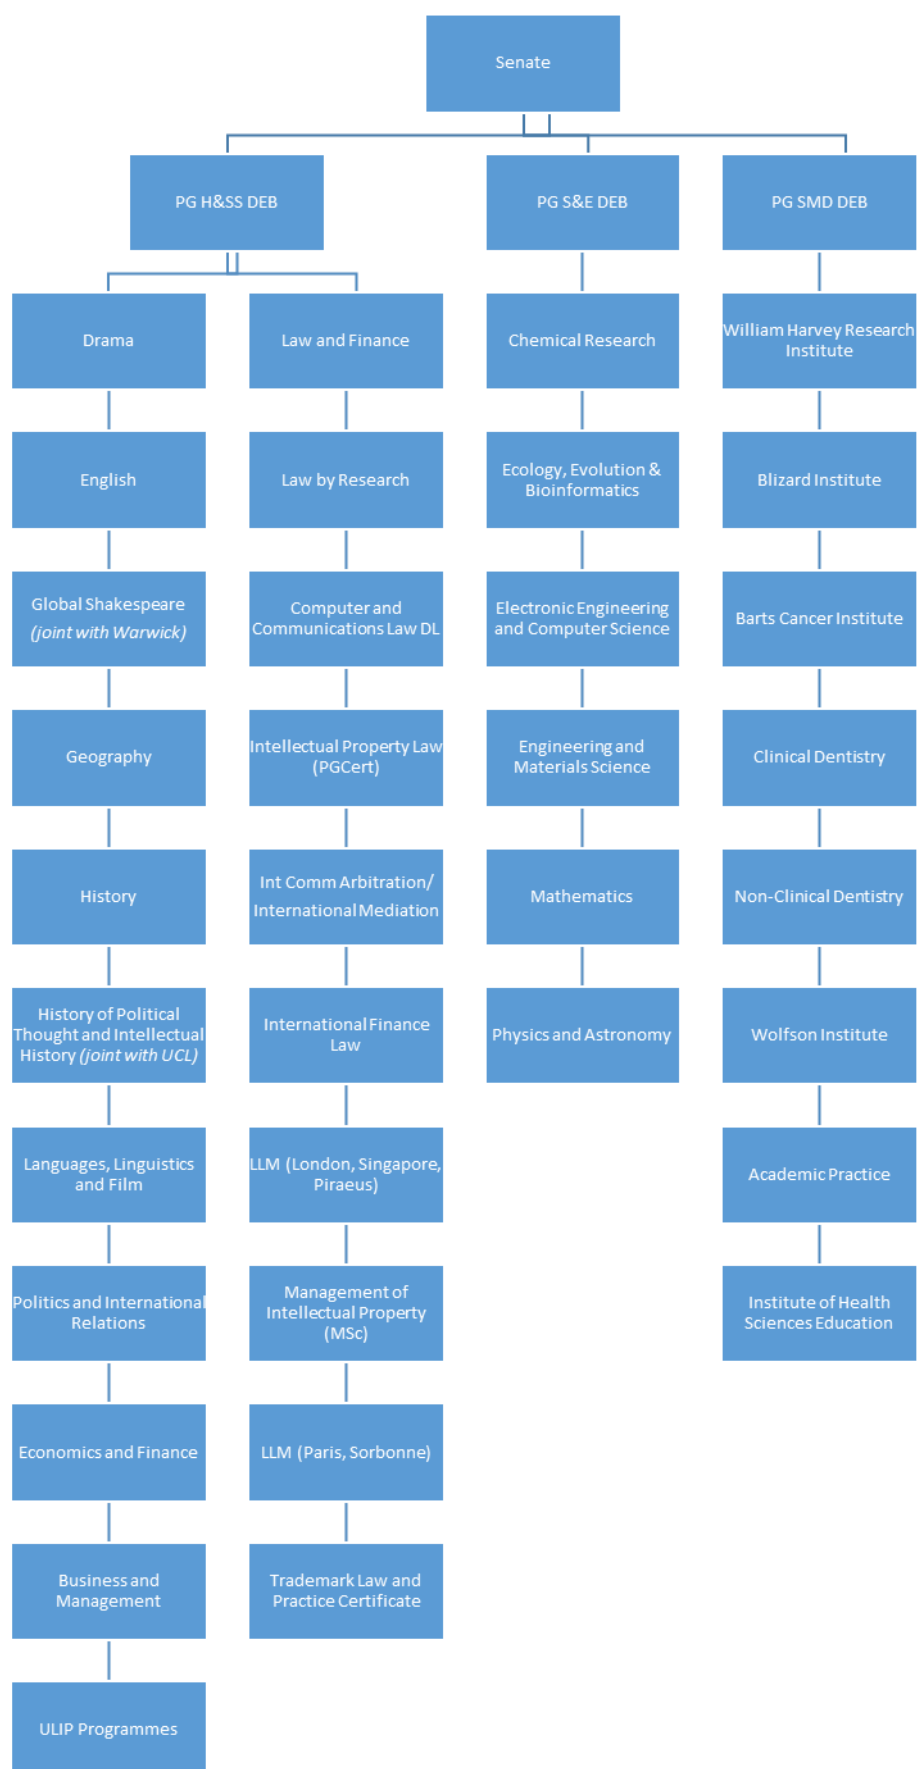 Senate
PG H&SS DEB
PG S&E DEB
PG SMD DEB
Drama
English
Global Shakespeare
(joint with Warwick)
Geography
History
History of Political
Thought and Intellectual
History (joint with UCL)
Languages, Linguistics
and Film
Politics and International
Relations
Economics and Finance
Business and
Management
ULIP Programmes
Law and Finance
Law by Research
Computer and
Communications Law DL
Intellectual Property Law
(PGCert)
Int Comm Arbitration/
International Mediation
International Finance
Law
LLM (London, Singapore,
Piraeus)
Management of
Intellectual Property
(MSc)
LLM (Paris, Sorbonne)
Trademark Law and
Practice Certificate
Chemical Research
Ecology, Evolution &
Bioinformatics
Electronic Engineering
and Computer Science
Engineering and
Materials Science
Mathematics
Physics and Astronomy
William Harvey Research
Institute
Blizard Institute
Barts Cancer Institute
Clinical Dentistry
Non-Clinical Dentistry
Wolfson Institute
Academic Practice
Institute of Health
Sciences Education